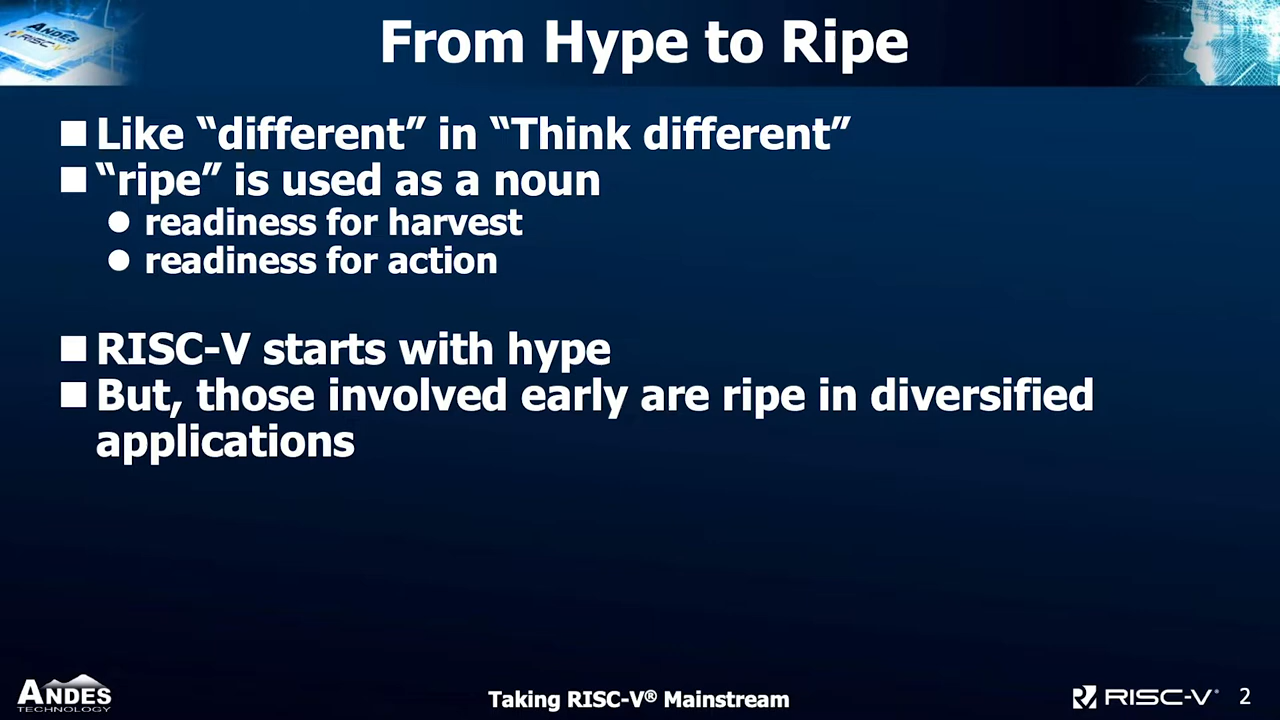 ANDES
RISC-V
From Hype to Ripe
Like “different” in “Think different”
“ripe” is used as a noun
readiness for harvest
readiness for action
RISC-V starts with hype
But, those involved early are ripe in diversified
applications
ANDES
TECHNOLOGY
Taking RISC-V® Mainstream
RISC-V®
2